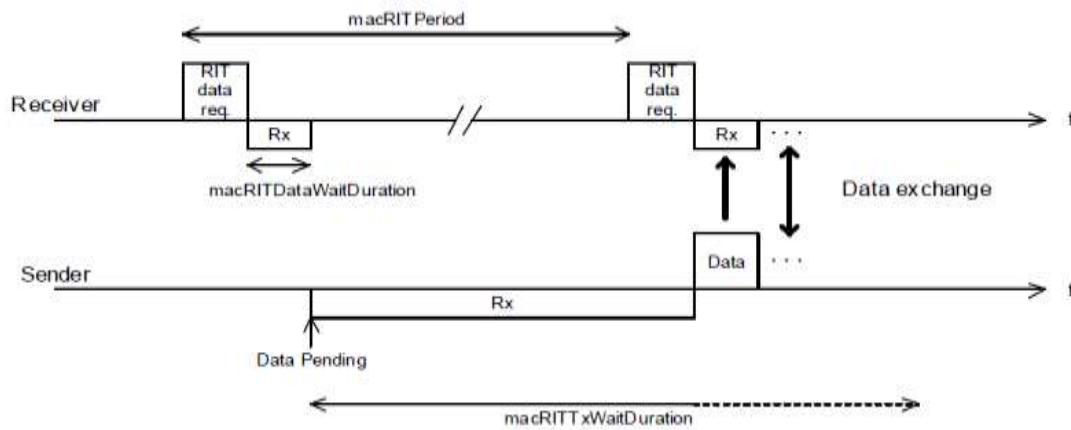 macRITPeriod
RIT
data
req.
RIT
data
req.
Receiver
t
Rx
Rx
...
macRITDataWaitDuration
Data exchange
Data
...
Sender
t
Rx
Data Pending
macRITTxWaitDuration